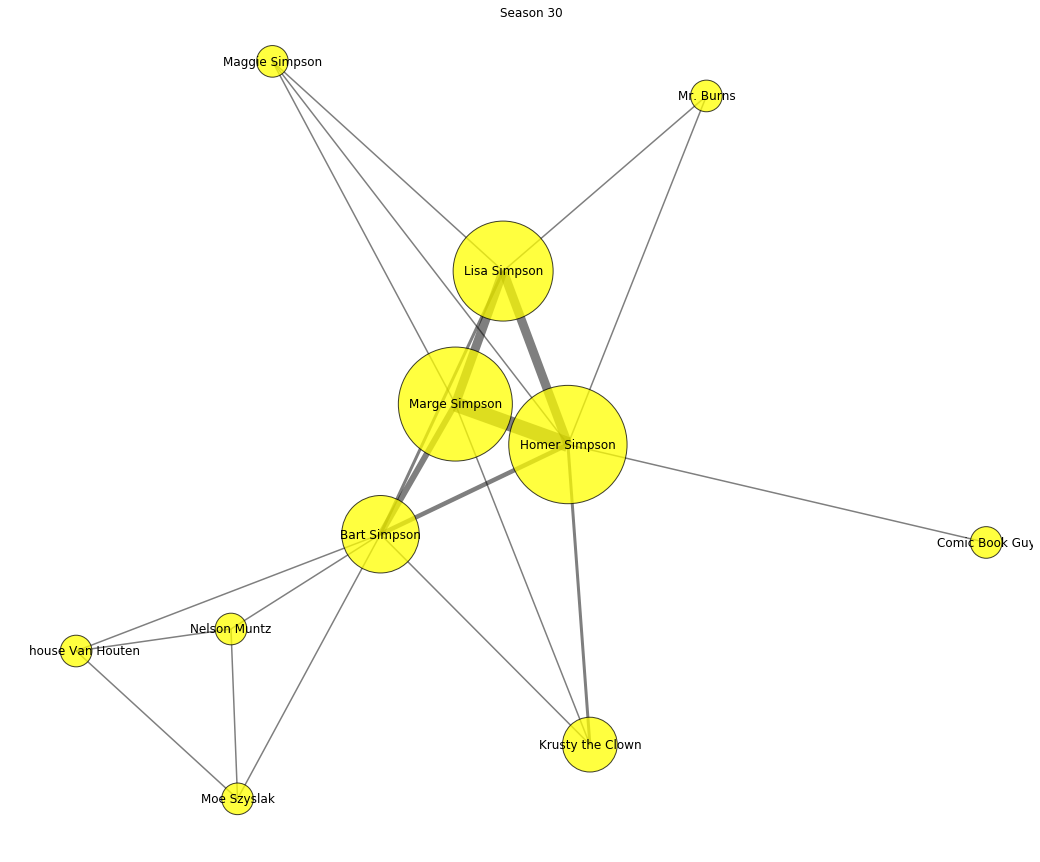 Season 30
Maggie Simpson
Mr. Burns
Lisa Simpson
Marge Simpson
Homer Simpson
Bart Simpson
Comic Book Guy
Nelson Muntz
house Van Houten
Krusty the Clown
Moe Szyslak